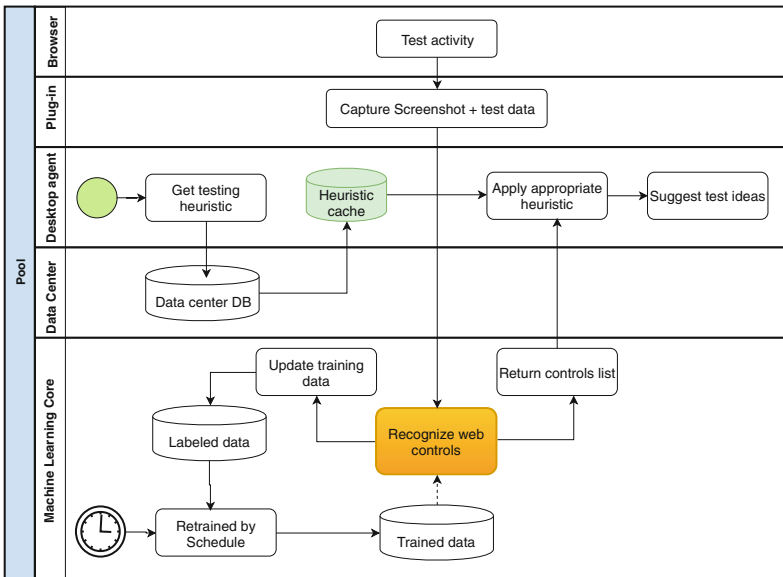 Pool
Browser
Test activity
Plug-in
Capture Screenshot + test data
Desktop agent
Get testing
heuristic
Heuristic
cache
Apply appropriate
heuristic
Suggest test ideas
Data Center
Data center DB
Machine Learning Core
Update training
data
Return controls list
Labeled data
Recognize web
controls
Retrained by
Schedule
Trained data